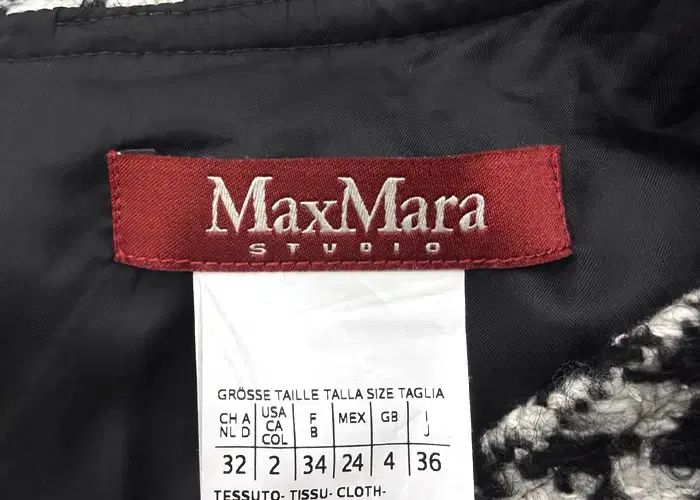 MaxMara
STUDIO
GRÖSSE TAILLE TALLA SIZE TAGLIA
CH A NL D USA CA COL F B MEX GB I J
32 2 34 24 4 36
TESSUTO- TISSU- CLOTH-